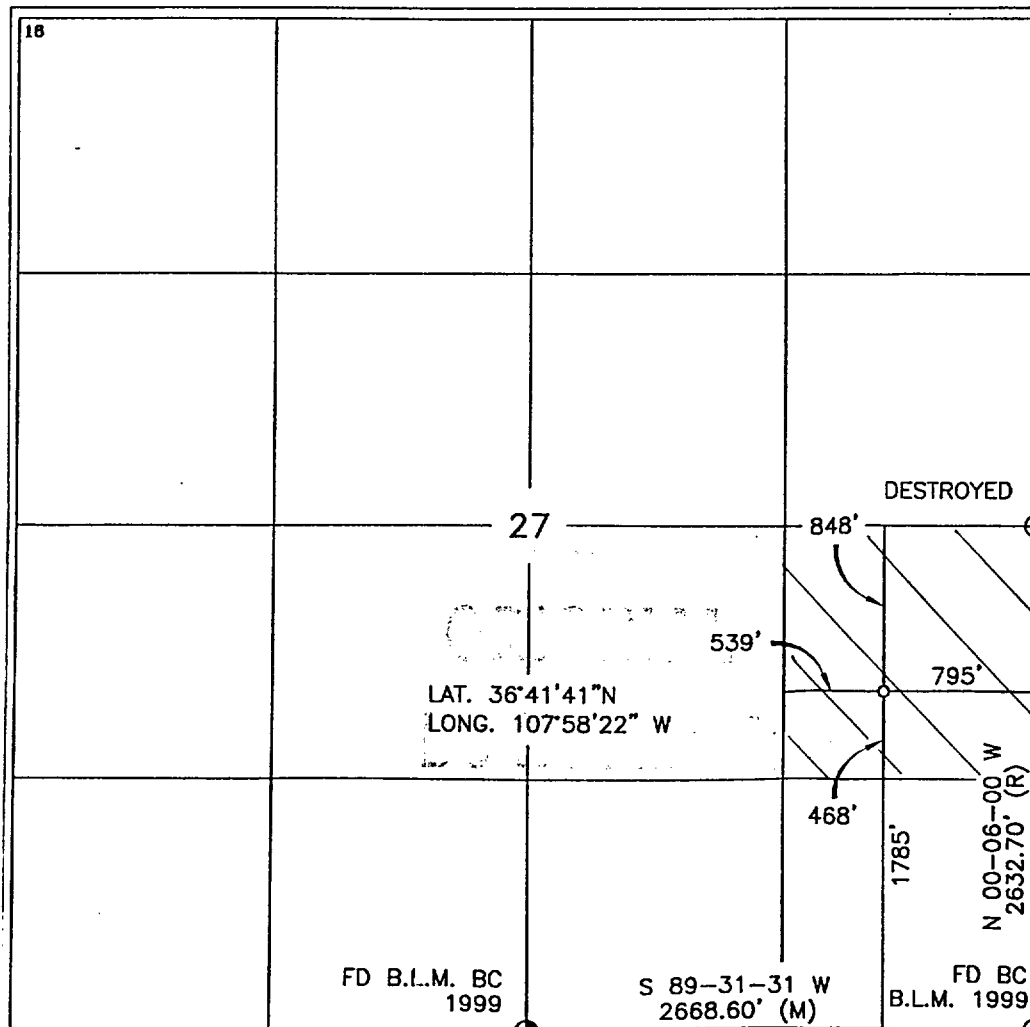 18
DESTROYED
27
848'
539'
795'
LAT. 36°41'41"N
LONG. 107°58'22" W
468'
1785'
N 00-06-00 W
2632.70' (R)
FD B.L.M. BC
1999
S 89-31-31 W
2668.60' (M)
FD BC
B.L.M. 1999